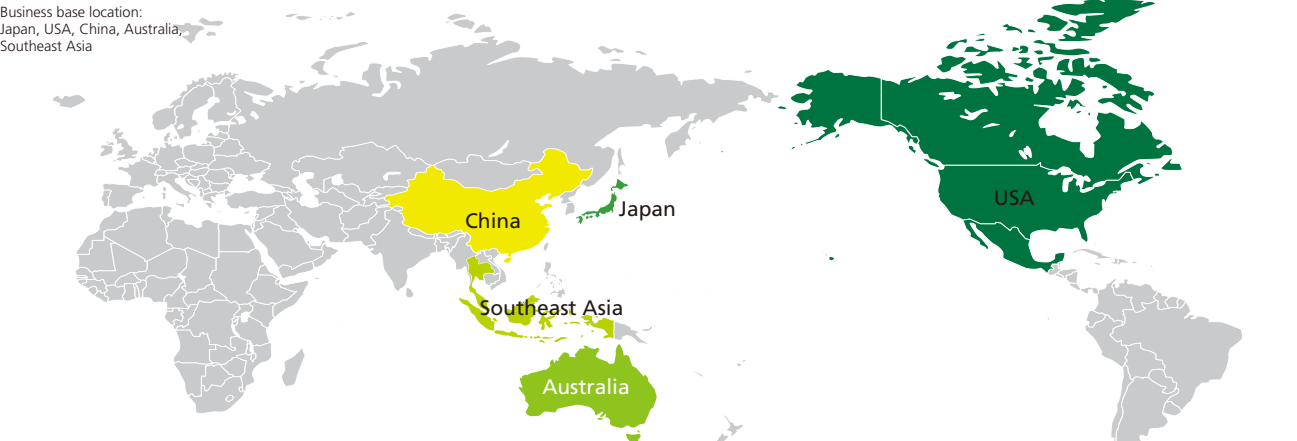 Business base location:
Japan, USA, China, Australia,
Southeast Asia
USA
Japan
China
Southeast Asia
Australia